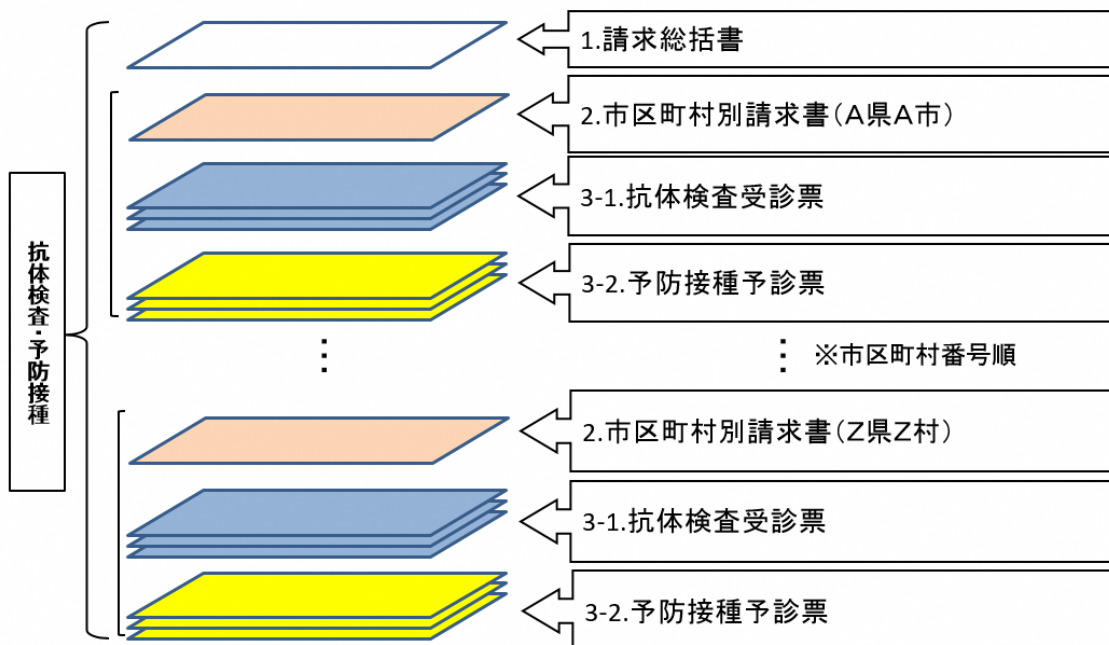 抗体検査・予防接種
1.請求総括書
2.市区町村別請求書(A県A市)
3-1.抗体検査受診票
3-2.予防接種予診票
⋮
⋮ ※市区町村番号順
2.市区町村別請求書(Z県Z村)
3-1.抗体検査受診票
3-2.予防接種予診票